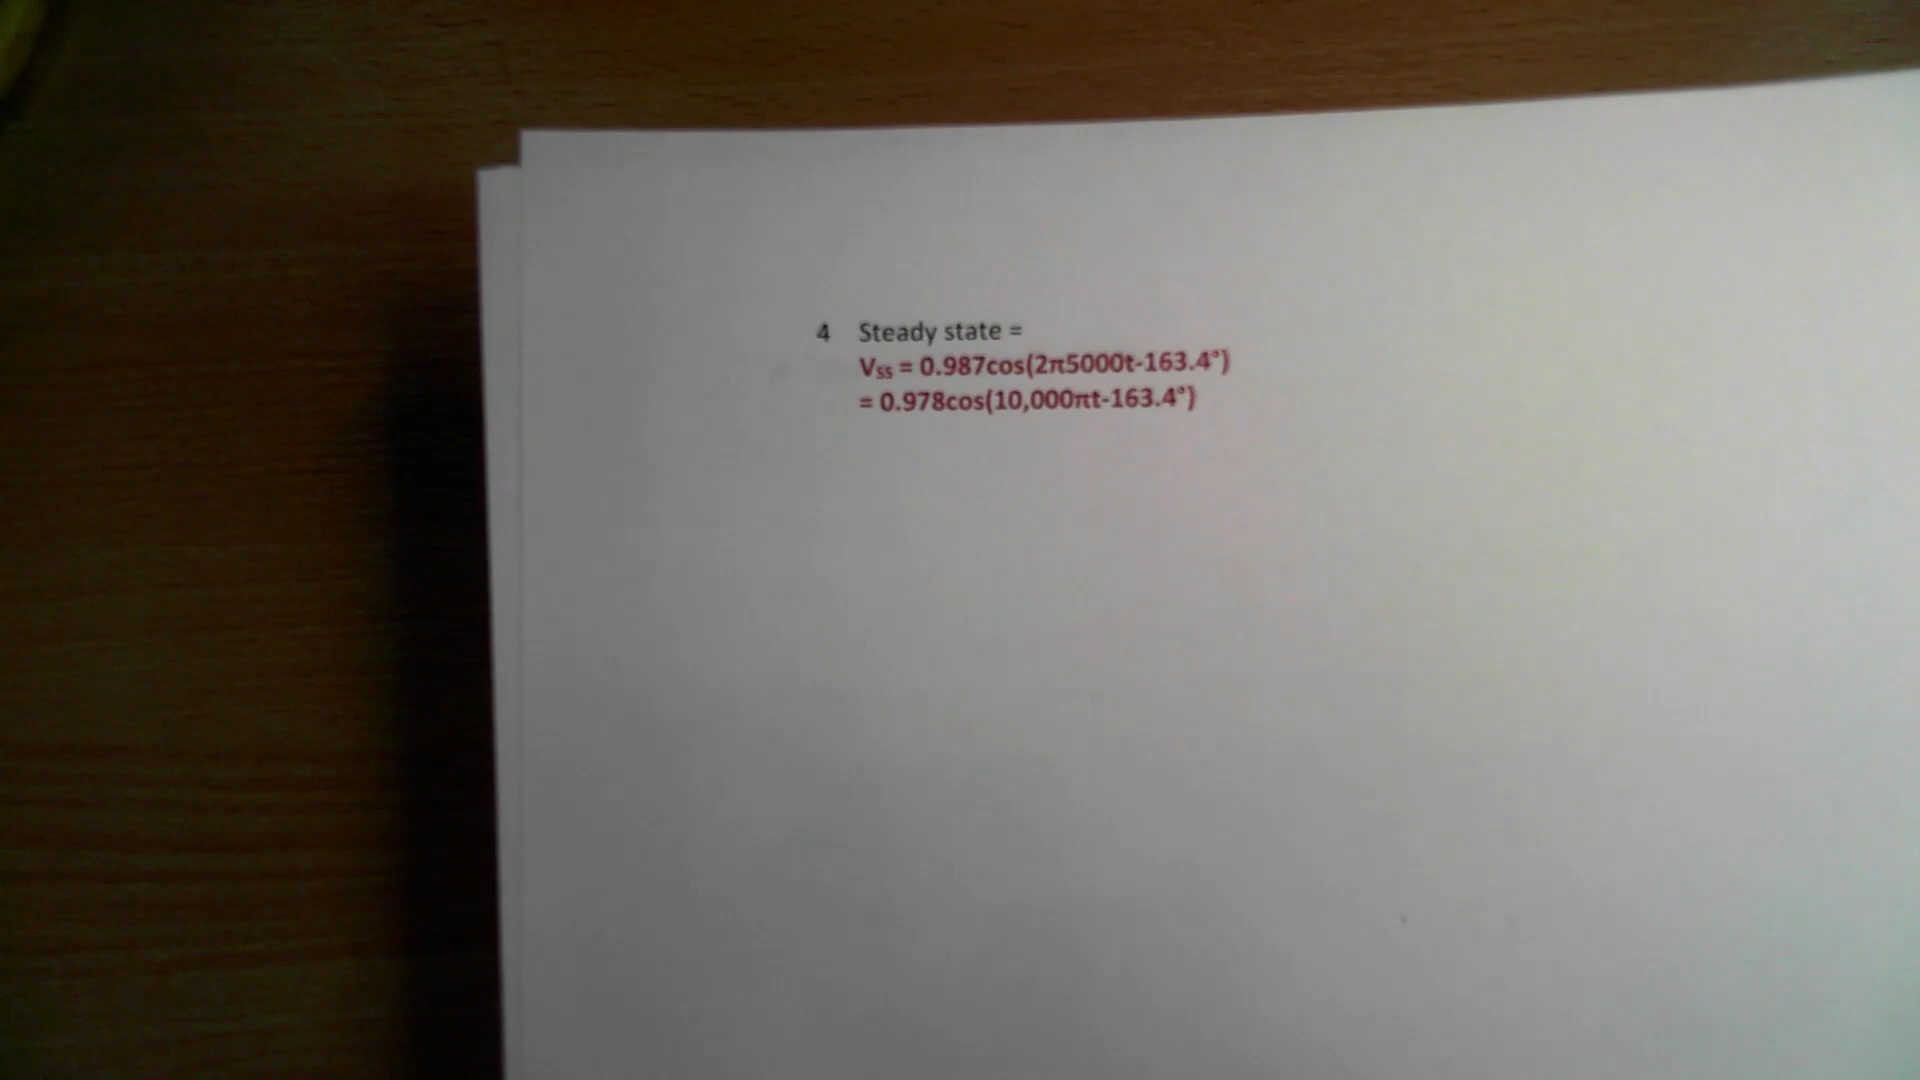 4 Steady state =
Vss = 0.987cos(2π5000t-163.4°)
= 0.978cos(10,000πt-163.4°)